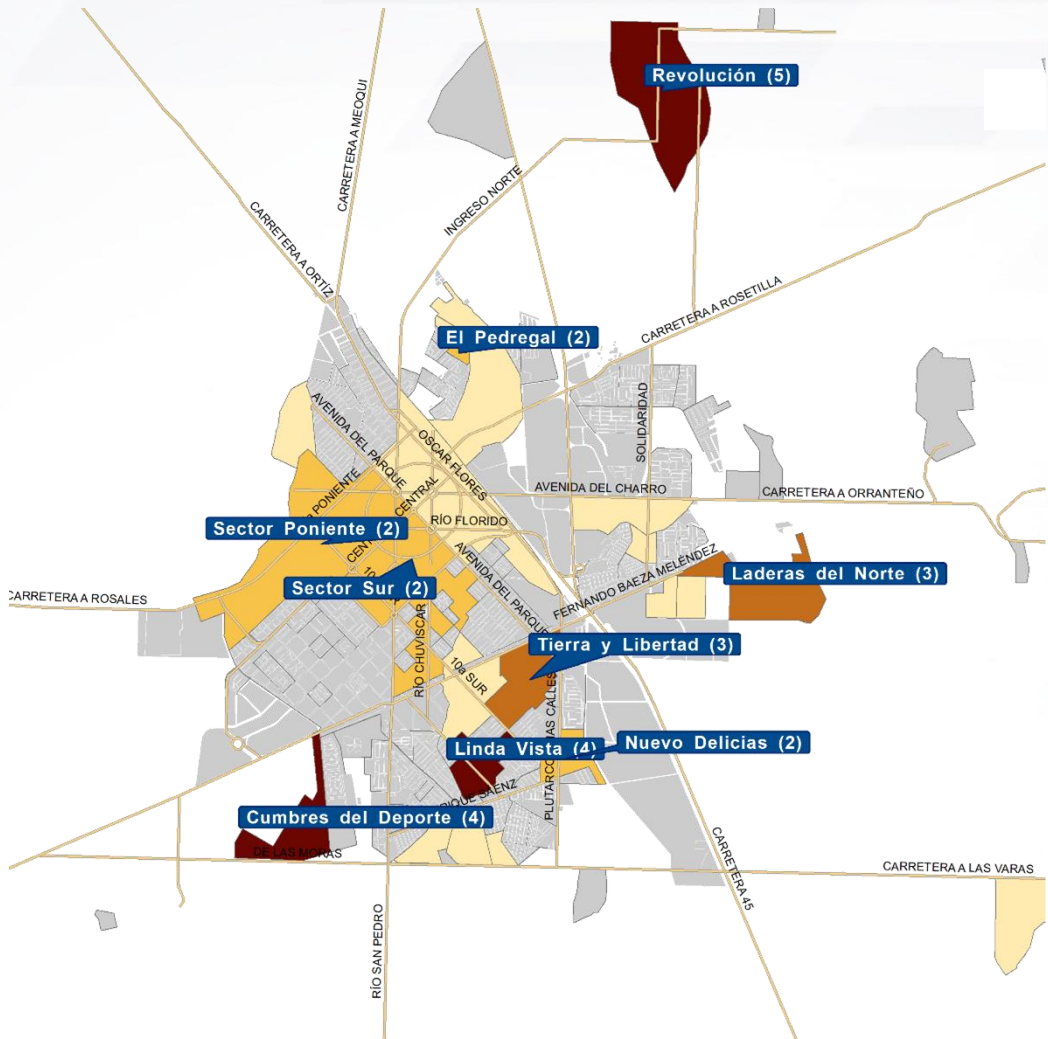 Revolución (5)
CARRETERA A MEOQUI
INGRESO NORTE
CARRETERA A ORTÍZ
CARRETERA A ROSETILLA
El Pedregal (2)
SOLIDARIDAD
AVENIDA DEL PARQUE
OSCAR FLORES
PONIENTE
CENTRAL
AVENIDA DEL CHARRO
CARRETERA A ORRANTEÑO
RÍO FLORIDO
Sector Poniente (2)
AVENIDA DEL PARQUE
FERNANDO BAEZA MELÉNDEZ
Laderas del Norte (3)
Sector Sur (2)
CARRETERA A ROSALES
RÍO CHUVISCAR
Tierra y Libertad (3)
10a SUR
Linda Vista (4)
Nuevo Delicias (2)
SAENZ
Cumbres del Deporte (4)
DE LAS MORAS
CARRETERA 45
CARRETERA A LAS VARAS
RÍO SAN PEDRO